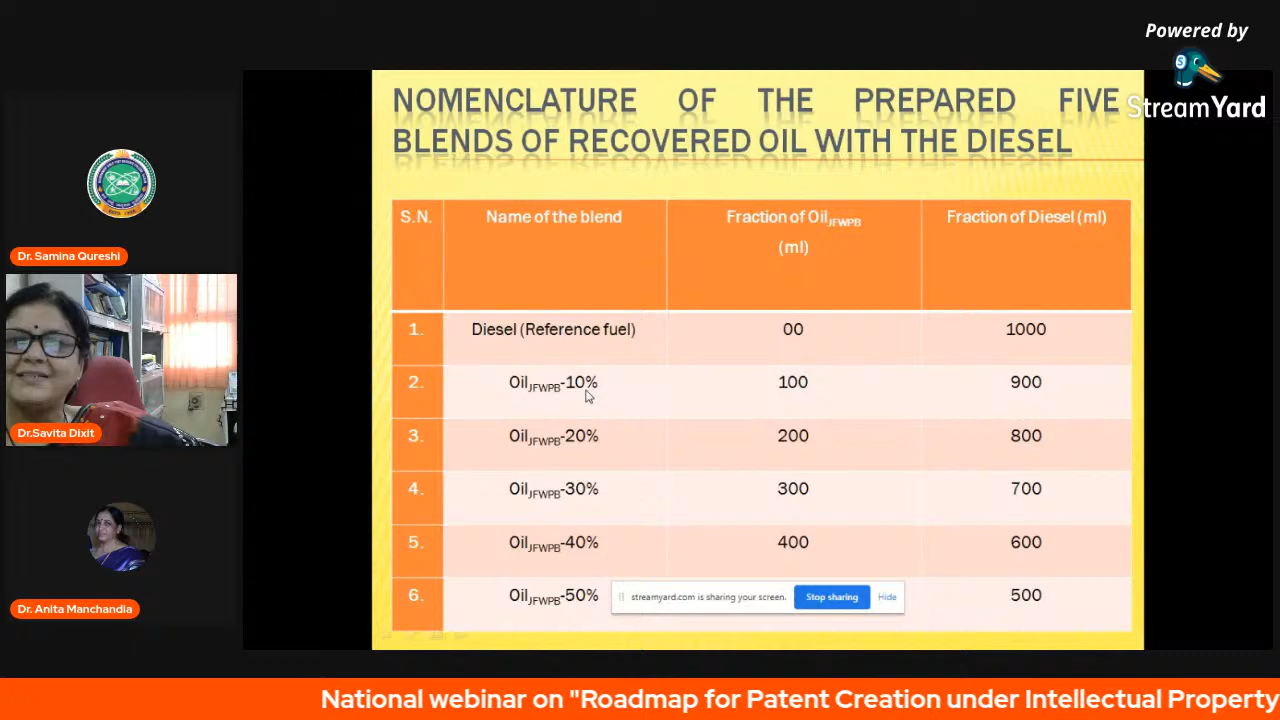 Powered by
StreamYard
NOMENCLATURE OF THE PREPARED FIVE
BLENDS OF RECOVERED OIL WITH THE DIESEL
S.N. Name of the blend Fraction of OilJFWPB Fraction of Diesel (ml)
(ml)
1. Diesel (Reference fuel) 00 1000
2. OilJFWPB-10% 100 900
3. OilJFWPB-20% 200 800
4. OilJFWPB-30% 300 700
5. OilJFWPB-40% 400 600
6. OilJFWPB-50% 500
streamyard.com is sharing your screen. Stop sharing Hide
Dr. Samina Qureshi
Dr.Savita Dixit
Dr. Anita Manchandia
National webinar on "Roadmap for Patent Creation under Intellectual Property